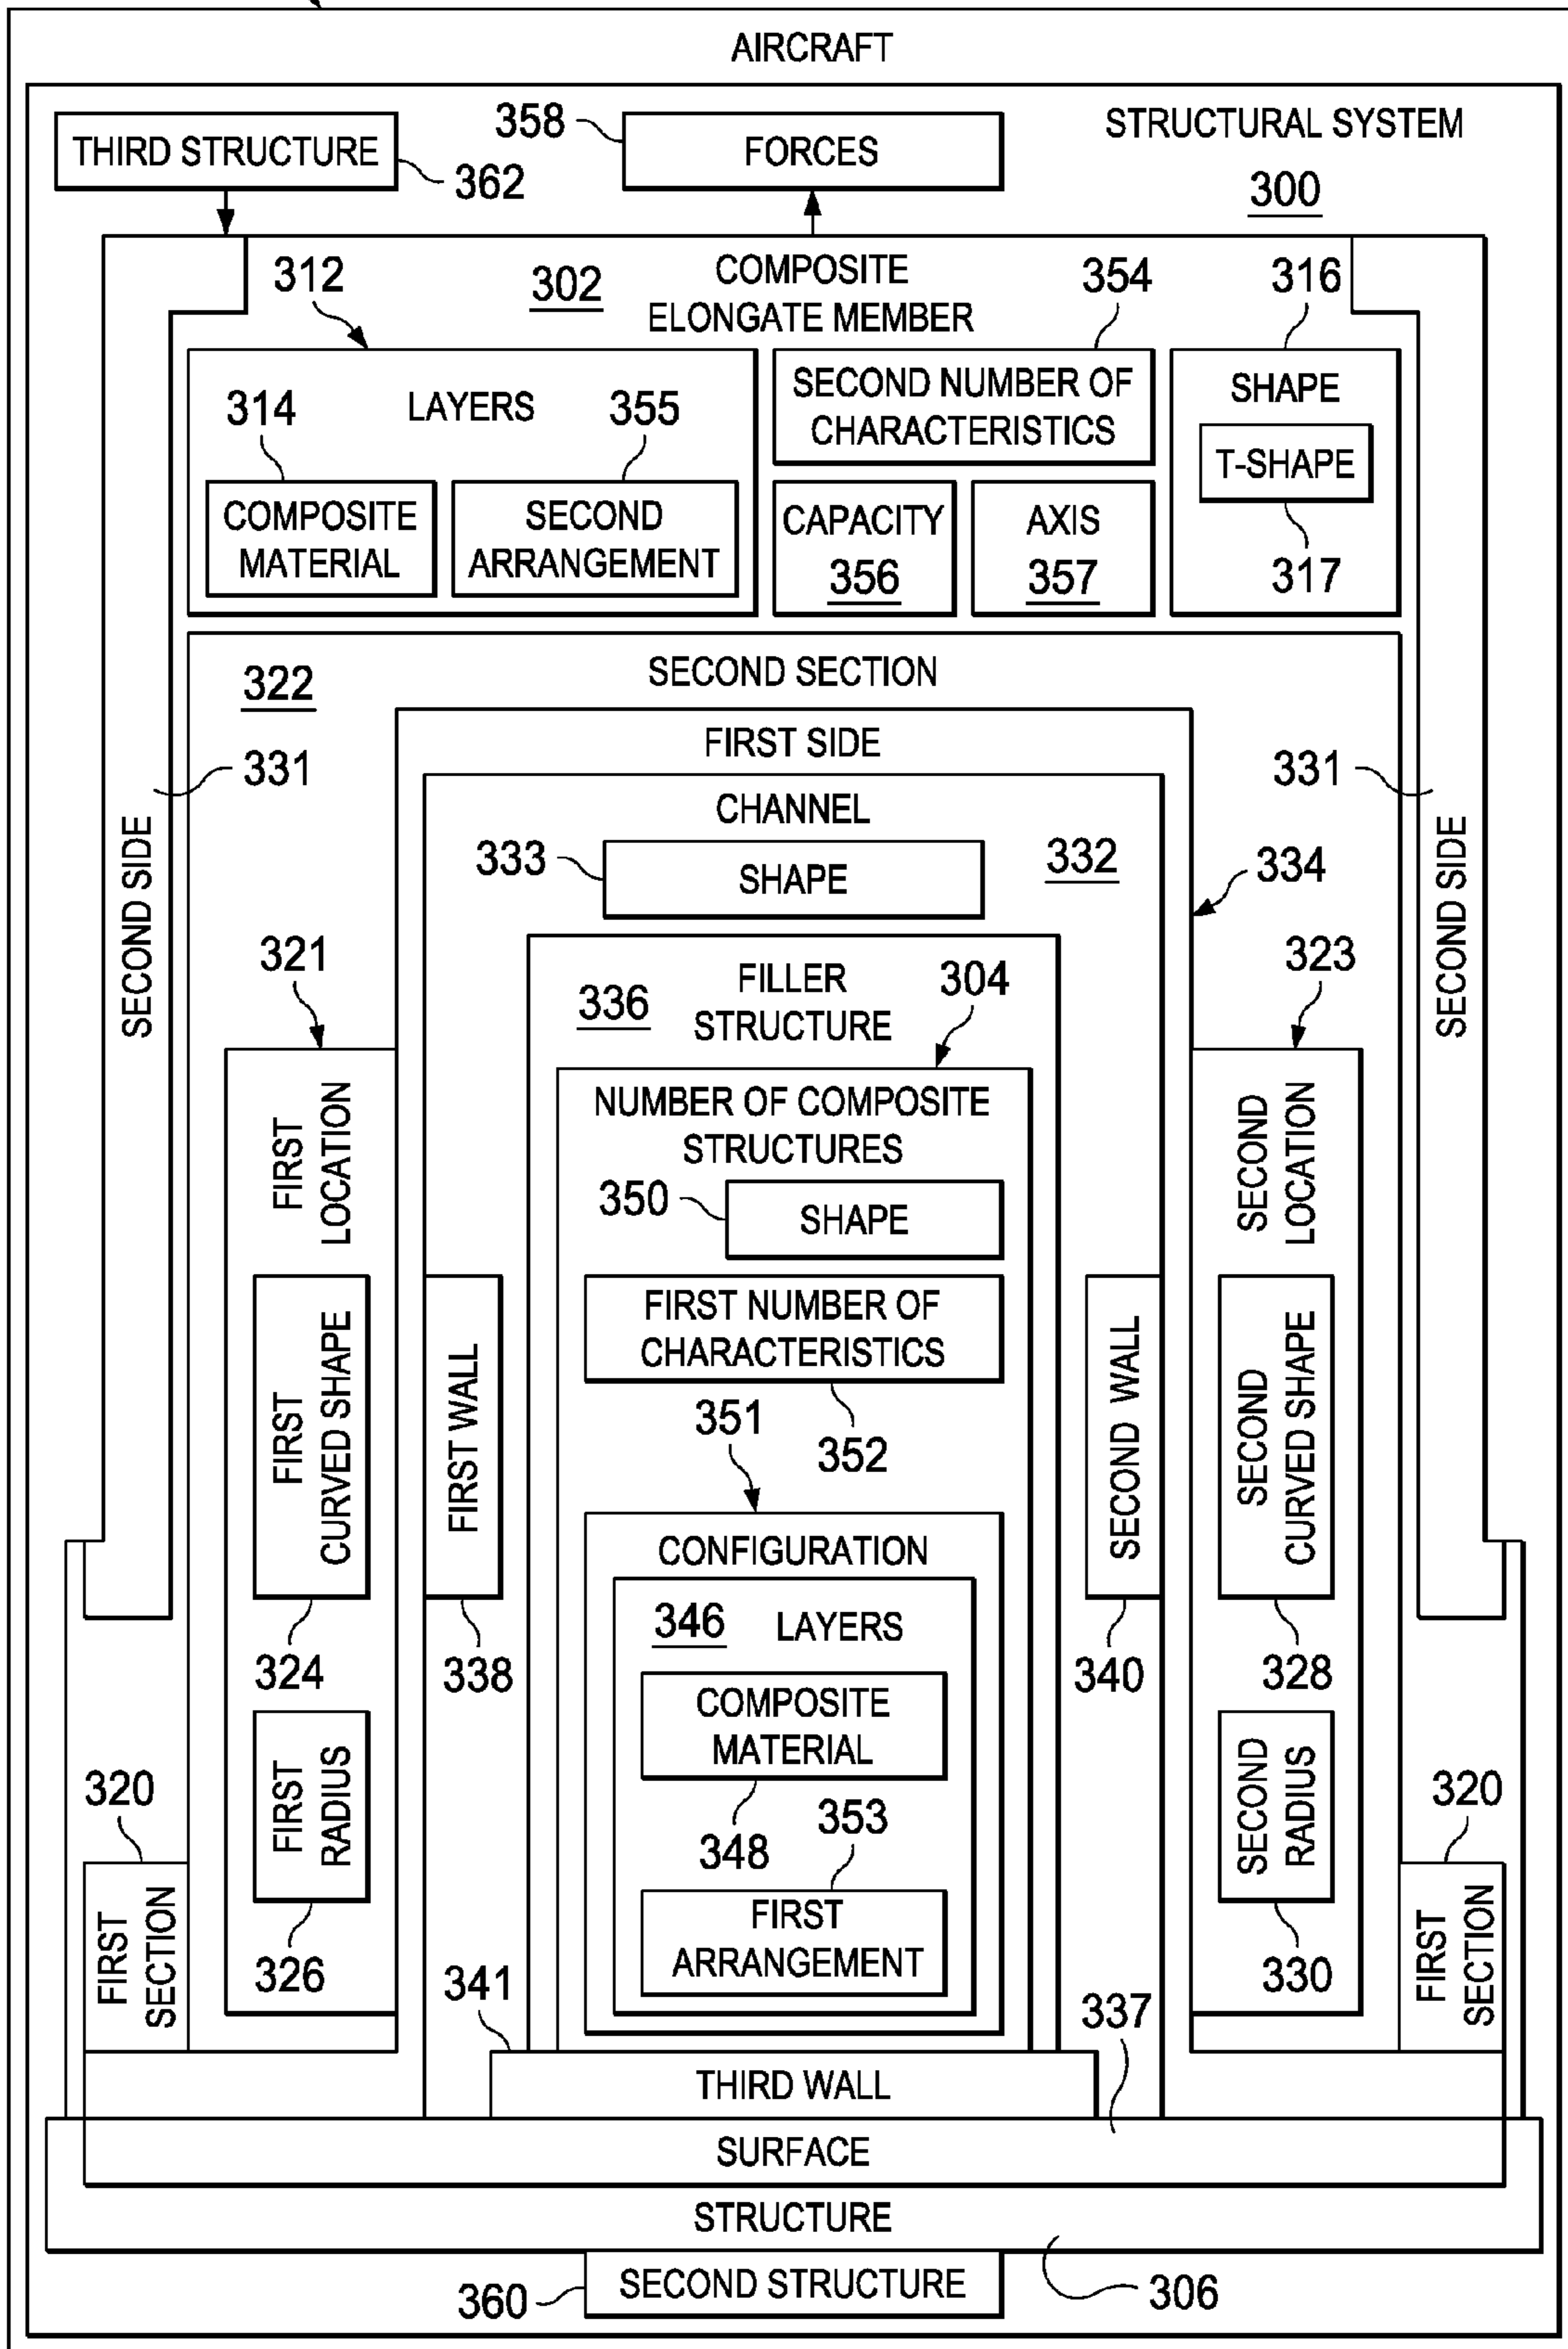 AIRCRAFT
STRUCTURAL SYSTEM
300
THIRD STRUCTURE
362
358
FORCES
312
302
COMPOSITE
ELONGATE MEMBER
354
316
LAYERS
314
355
COMPOSITE
MATERIAL
SECOND
ARRANGEMENT
SECOND NUMBER OF
CHARACTERISTICS
CAPACITY
356
AXIS
357
SHAPE
T-SHAPE
317
SECOND SECTION
322
331
331
SECOND SIDE
SECOND SIDE
FIRST SIDE
CHANNEL
332
333
SHAPE
334
321
323
FILLER
STRUCTURE
336
304
NUMBER OF COMPOSITE
STRUCTURES
350
SHAPE
FIRST NUMBER OF
CHARACTERISTICS
352
351
FIRST
LOCATION
FIRST
CURVED SHAPE
324
FIRST
RADIUS
326
FIRST WALL
338
SECOND WALL
340
SECOND
LOCATION
SECOND
CURVED SHAPE
328
SECOND
RADIUS
330
CONFIGURATION
346
LAYERS
COMPOSITE
MATERIAL
348
353
FIRST
ARRANGEMENT
320
FIRST
SECTION
320
FIRST
SECTION
341
337
THIRD WALL
SURFACE
STRUCTURE
306
360
SECOND STRUCTURE